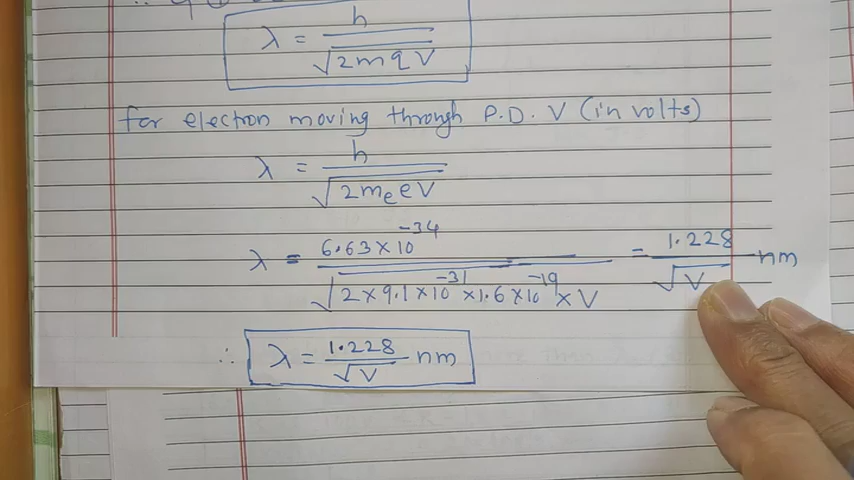 λ = h / √2mqV
for electron moving through P.D. V (in volts)
λ = h / √2mₑeV
λ = 6.63×10⁻³⁴ / √2×9.1×10⁻³¹×1.6×10⁻¹⁹×V = 1.228 / √V nm
∴ λ = 1.228 / √V nm